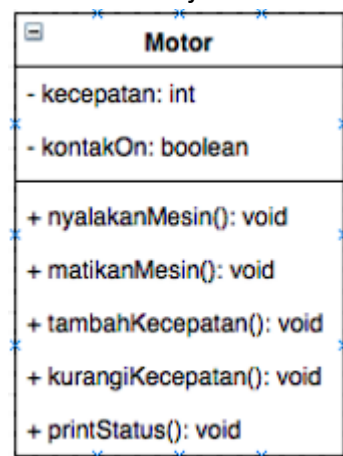 Motor
- kecepatan: int
- kontakOn: boolean
+ nyalakanMesin(): void
+ matikanMesin(): void
+ tambahKecepatan(): void
+ kurangiKecepatan(): void
+ printStatus(): void